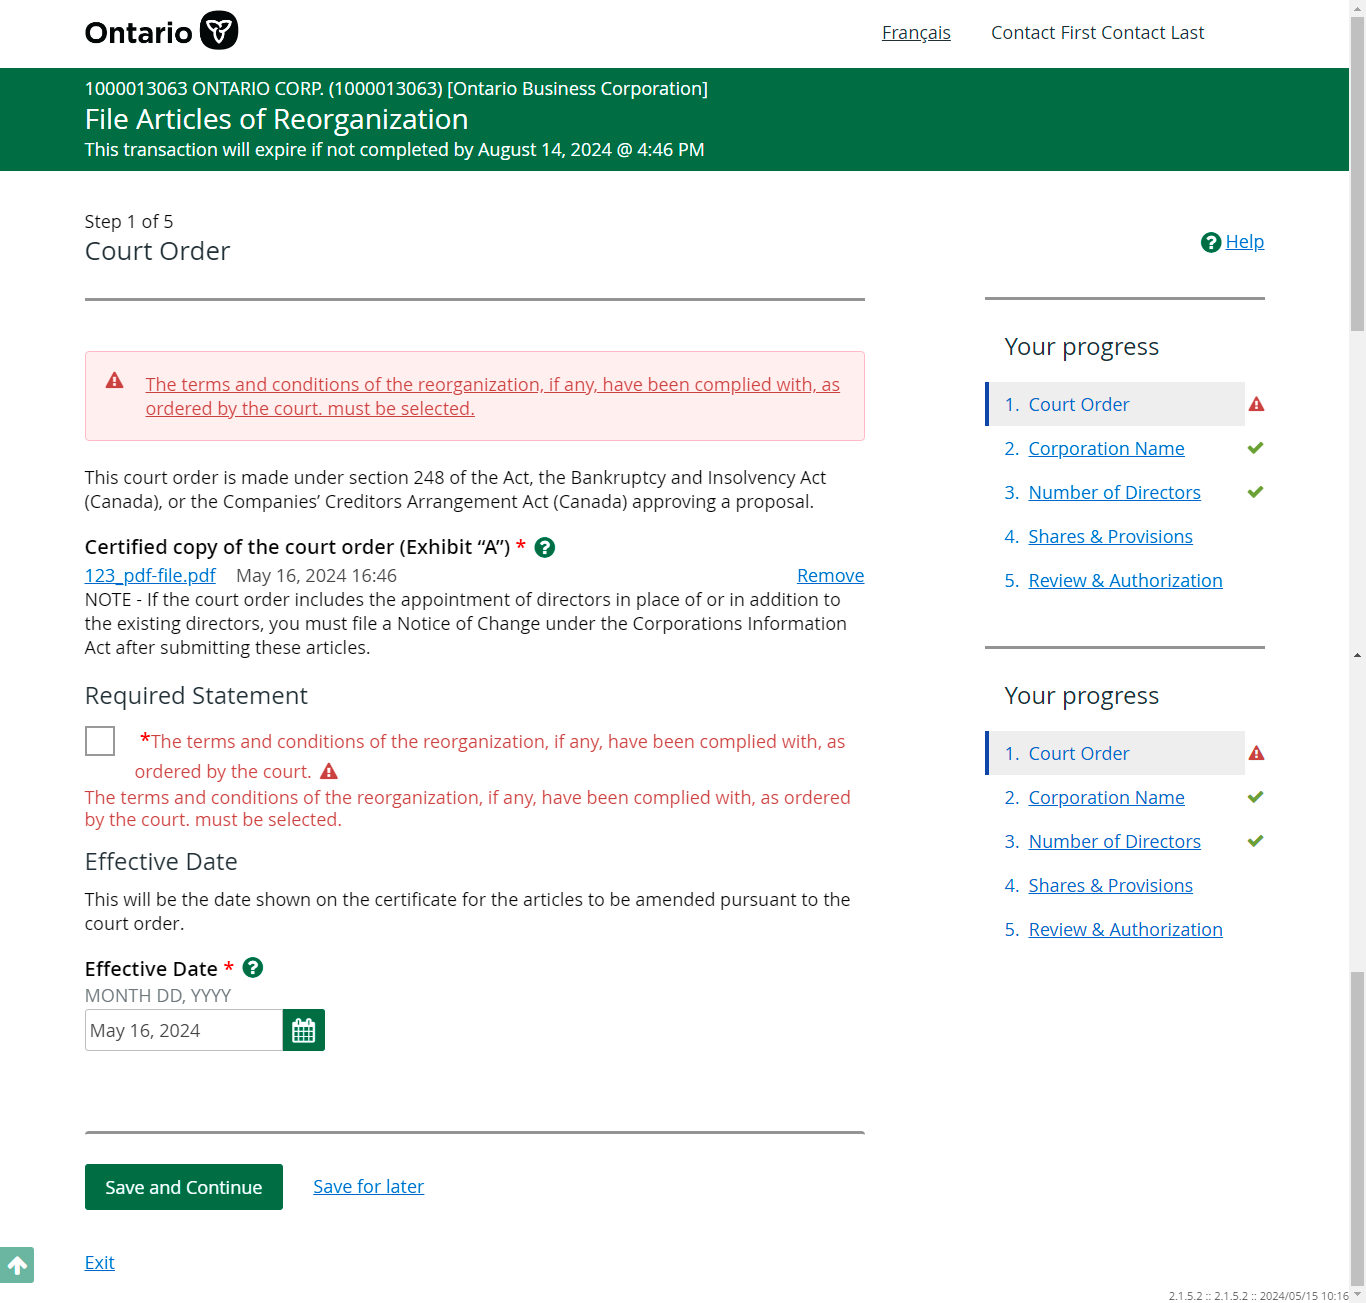 Ontario
Français
Contact First Contact Last
1000013063 ONTARIO CORP. (1000013063) [Ontario Business Corporation]
File Articles of Reorganization
This transaction will expire if not completed by August 14, 2024 @ 4:46 PM
Step 1 of 5
Court Order
Help
The terms and conditions of the reorganization, if any, have been complied with, as
ordered by the court. must be selected.
This court order is made under section 248 of the Act, the Bankruptcy and Insolvency Act
(Canada), or the Companies’ Creditors Arrangement Act (Canada) approving a proposal.
Certified copy of the court order (Exhibit “A”) *
123_pdf-file.pdf May 16, 2024 16:46 Remove
NOTE - If the court order includes the appointment of directors in place of or in addition to
the existing directors, you must file a Notice of Change under the Corporations Information
Act after submitting these articles.
Required Statement
*The terms and conditions of the reorganization, if any, have been complied with, as
ordered by the court.
The terms and conditions of the reorganization, if any, have been complied with, as ordered
by the court. must be selected.
Effective Date
This will be the date shown on the certificate for the articles to be amended pursuant to the
court order.
Effective Date *
MONTH DD, YYYY
May 16, 2024
Save and Continue
Save for later
Exit
Your progress
1. Court Order
2. Corporation Name
3. Number of Directors
4. Shares & Provisions
5. Review & Authorization
Your progress
1. Court Order
2. Corporation Name
3. Number of Directors
4. Shares & Provisions
5. Review & Authorization
2.1.5.2 :: 2.1.5.2 :: 2024/05/15 10:16